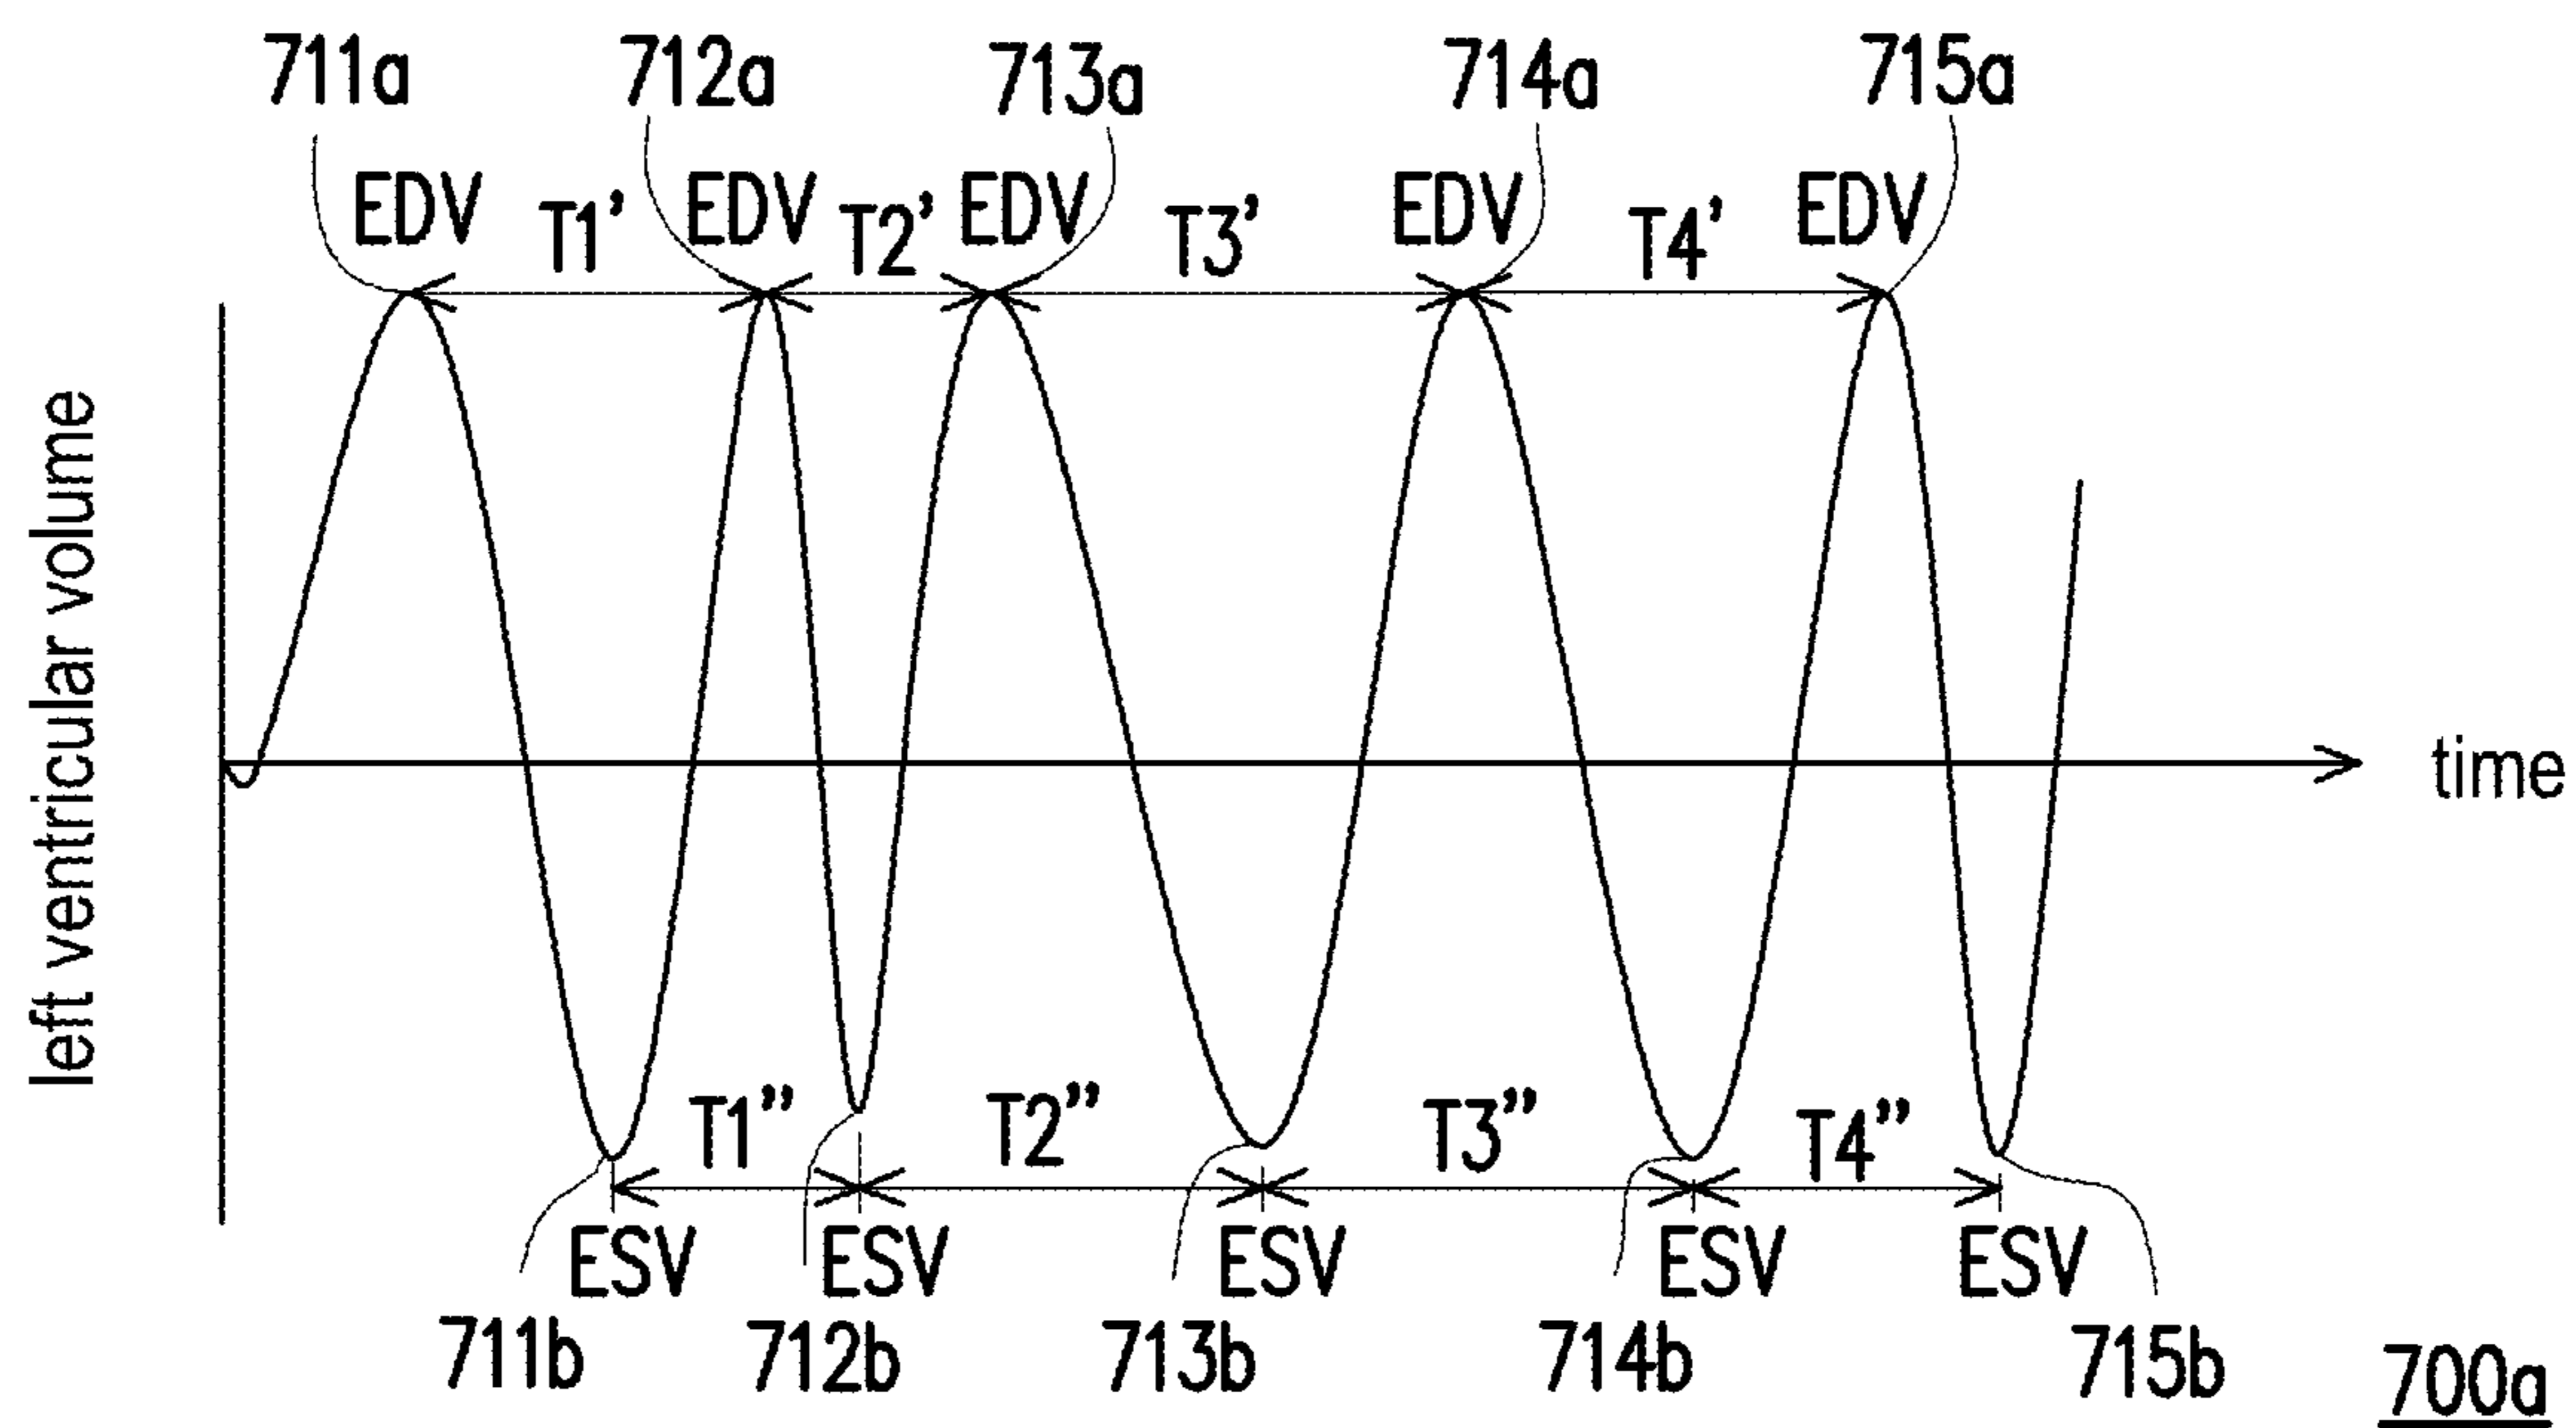 711a 712a 713a 714a 715a
EDV T1’ EDV T2’ EDV T3’ EDV T4’ EDV
left ventricular volume
time
T1” T2” T3” T4”
ESV ESV ESV ESV ESV
711b 712b 713b 714b 715b
700a